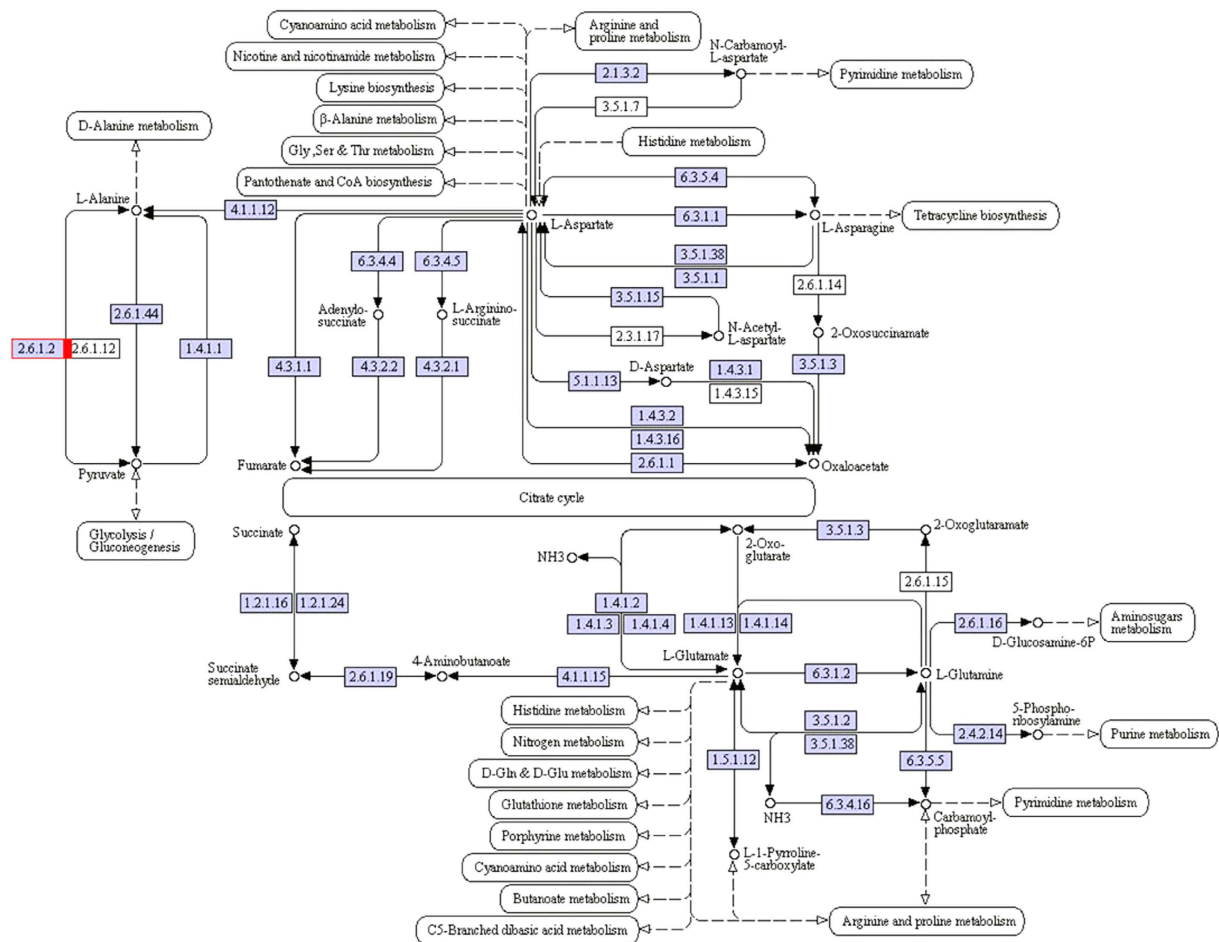 Cyanoamino acid metabolism
Arginine and
proline metabolism
N-Carbamoyl-
L-aspartate
Nicotine and nicotinamide metabolism
2.1.3.2
Pyrimidine metabolism
Lysine biosynthesis
3.5.1.7
β-Alanine metabolism
D-Alanine metabolism
Histidine metabolism
Gly ,Ser & Thr metabolism
Pantothenate and CoA biosynthesis
6.3.5.4
L-Alanine
4.1.1.12
L-Aspartate
6.3.1.1
L-Asparagine
Tetracycline biosynthesis
3.5.1.38
3.5.1.1
6.3.4.4
6.3.4.5
3.5.1.15
2.6.1.14
Adenylo-
succinate
L-Arginino-
succinate
2.6.1.44
2.3.1.17
N-Acetyl-
L-aspartate
2-Oxosuccinamate
2.6.1.2
2.6.1.12
1.4.1.1
4.3.1.1
4.3.2.2
4.3.2.1
D-Aspartate
1.4.3.1
3.5.1.3
5.1.1.13
1.4.3.15
1.4.3.2
1.4.3.16
Pyruvate
Fumarate
2.6.1.1
Oxaloacetate
Citrate cycle
Glycolysis /
Gluconeogenesis
Succinate
2-Oxo-
glutarate
3.5.1.3
2-Oxoglutaramate
NH3
2.6.1.15
1.2.1.16
1.2.1.24
1.4.1.2
1.4.1.3
1.4.1.4
1.4.1.13
1.4.1.14
2.6.1.16
D-Glucosamine-6P
Aminosugars
metabolism
Succinate
semialdehyde
2.6.1.19
4-Aminobutanoate
4.1.1.15
L-Glutamate
6.3.1.2
L-Glutamine
Histidine metabolism
3.5.1.2
3.5.1.38
5-Phospho-
ribosylamine
2.4.2.14
Purine metabolism
Nitrogen metabolism
1.5.1.12
6.3.5.5
D-Gln & D-Glu metabolism
Glutathione metabolism
NH3
6.3.4.16
Carbamoyl-
phosphate
Pyrimidine metabolism
Porphyrine metabolism
L-1-Pyrroline-
5-carboxylate
Cyanoamino acid metabolism
Butanoate metabolism
C5-Branched dibasic acid metabolism
Arginine and proline metabolism